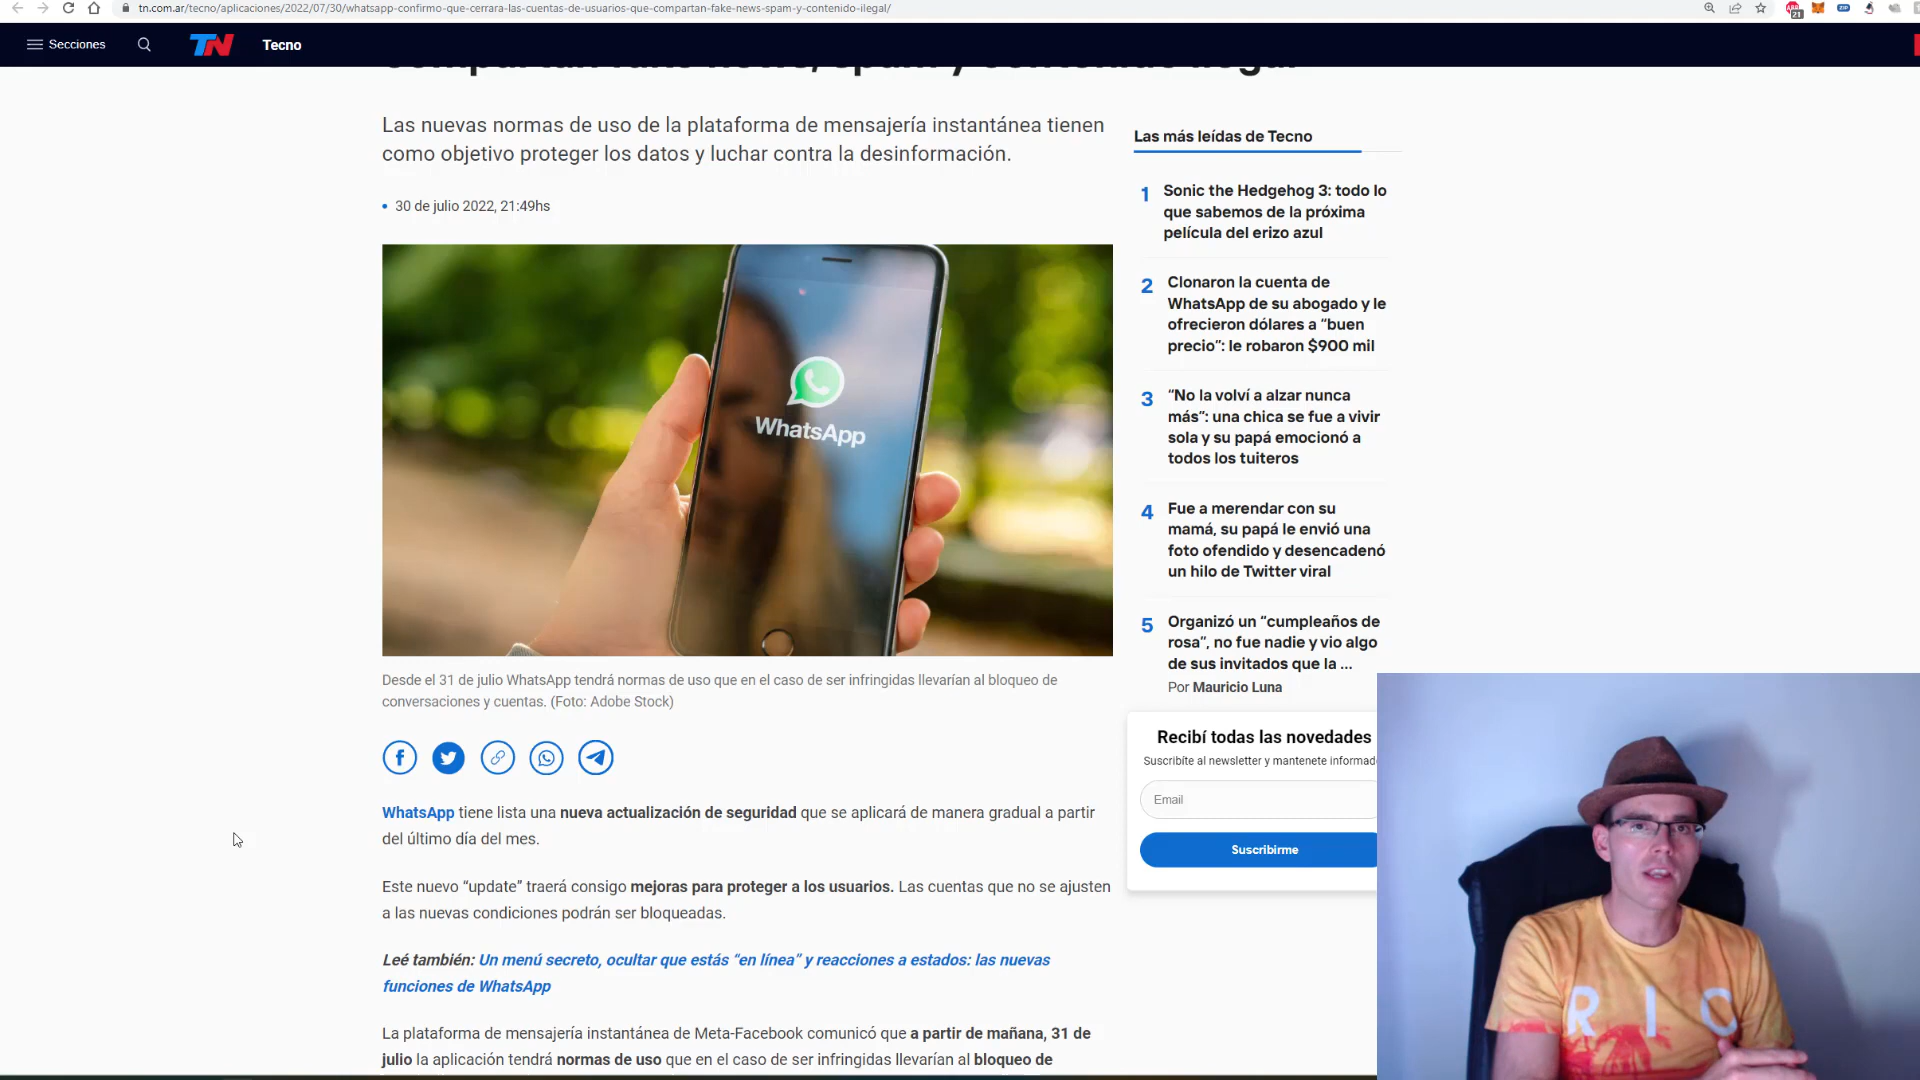 tn.com.ar/tecno/aplicaciones/2022/07/30/whatsapp-confirmo-que-cerrara-las-cuentas-de-usuarios-que-compartan-fake-news-spam-y-contenido-ilegal/
21
ZIP
Secciones
TN
Tecno
compartan fake news, spam y contenido ilegal
Las nuevas normas de uso de la plataforma de mensajería instantánea tienen
como objetivo proteger los datos y luchar contra la desinformación.
30 de julio 2022, 21:49hs
WhatsApp
Desde el 31 de julio WhatsApp tendrá normas de uso que en el caso de ser infringidas llevarían al bloqueo de
conversaciones y cuentas. (Foto: Adobe Stock)
WhatsApp tiene lista una nueva actualización de seguridad que se aplicará de manera gradual a partir
del último día del mes.
Este nuevo “update” traerá consigo mejoras para proteger a los usuarios. Las cuentas que no se ajusten
a las nuevas condiciones podrán ser bloqueadas.
Leé también: Un menú secreto, ocultar que estás “en línea” y reacciones a estados: las nuevas
funciones de WhatsApp
La plataforma de mensajería instantánea de Meta-Facebook comunicó que a partir de mañana, 31 de
julio la aplicación tendrá normas de uso que en el caso de ser infringidas llevarían al bloqueo de
Las más leídas de Tecno
1
Sonic the Hedgehog 3: todo lo
que sabemos de la próxima
película del erizo azul
2
Clonaron la cuenta de
WhatsApp de su abogado y le
ofrecieron dólares a “buen
precio”: le robaron $900 mil
3
“No la volví a alzar nunca
más“: una chica se fue a vivir
sola y su papá emocionó a
todos los tuiteros
4
Fue a merendar con su
mamá, su papá le envió una
foto ofendido y desencadenó
un hilo de Twitter viral
5
Organizó un “cumpleaños de
rosa”, no fue nadie y vio algo
de sus invitados que la ...
Por Mauricio Luna
Recibí todas las novedades
Suscribite al newsletter y mantenete informad
Email
Suscribirme
RIO